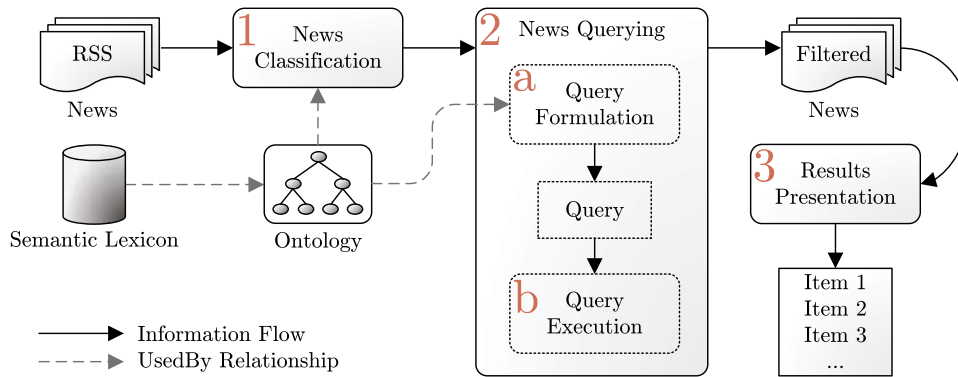 RSS
News
1
News
Classification
2
News Querying
a
Query
Formulation
Query
b
Query
Execution
Filtered
News
3
Results
Presentation
Item 1
Item 2
Item 3
...
Semantic Lexicon
Ontology
Information Flow
UsedBy Relationship